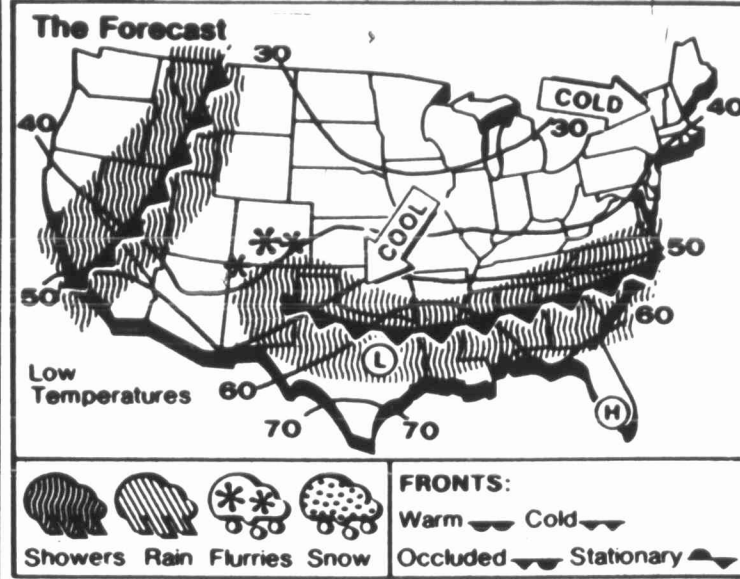 The Forecast
30
COLD
40
30
40
COOL
50
50
60
L
Low
Temperatures
60
70
70
H
Showers Rain Flurries Snow
FRONTS:
Warm Cold
Occluded Stationary